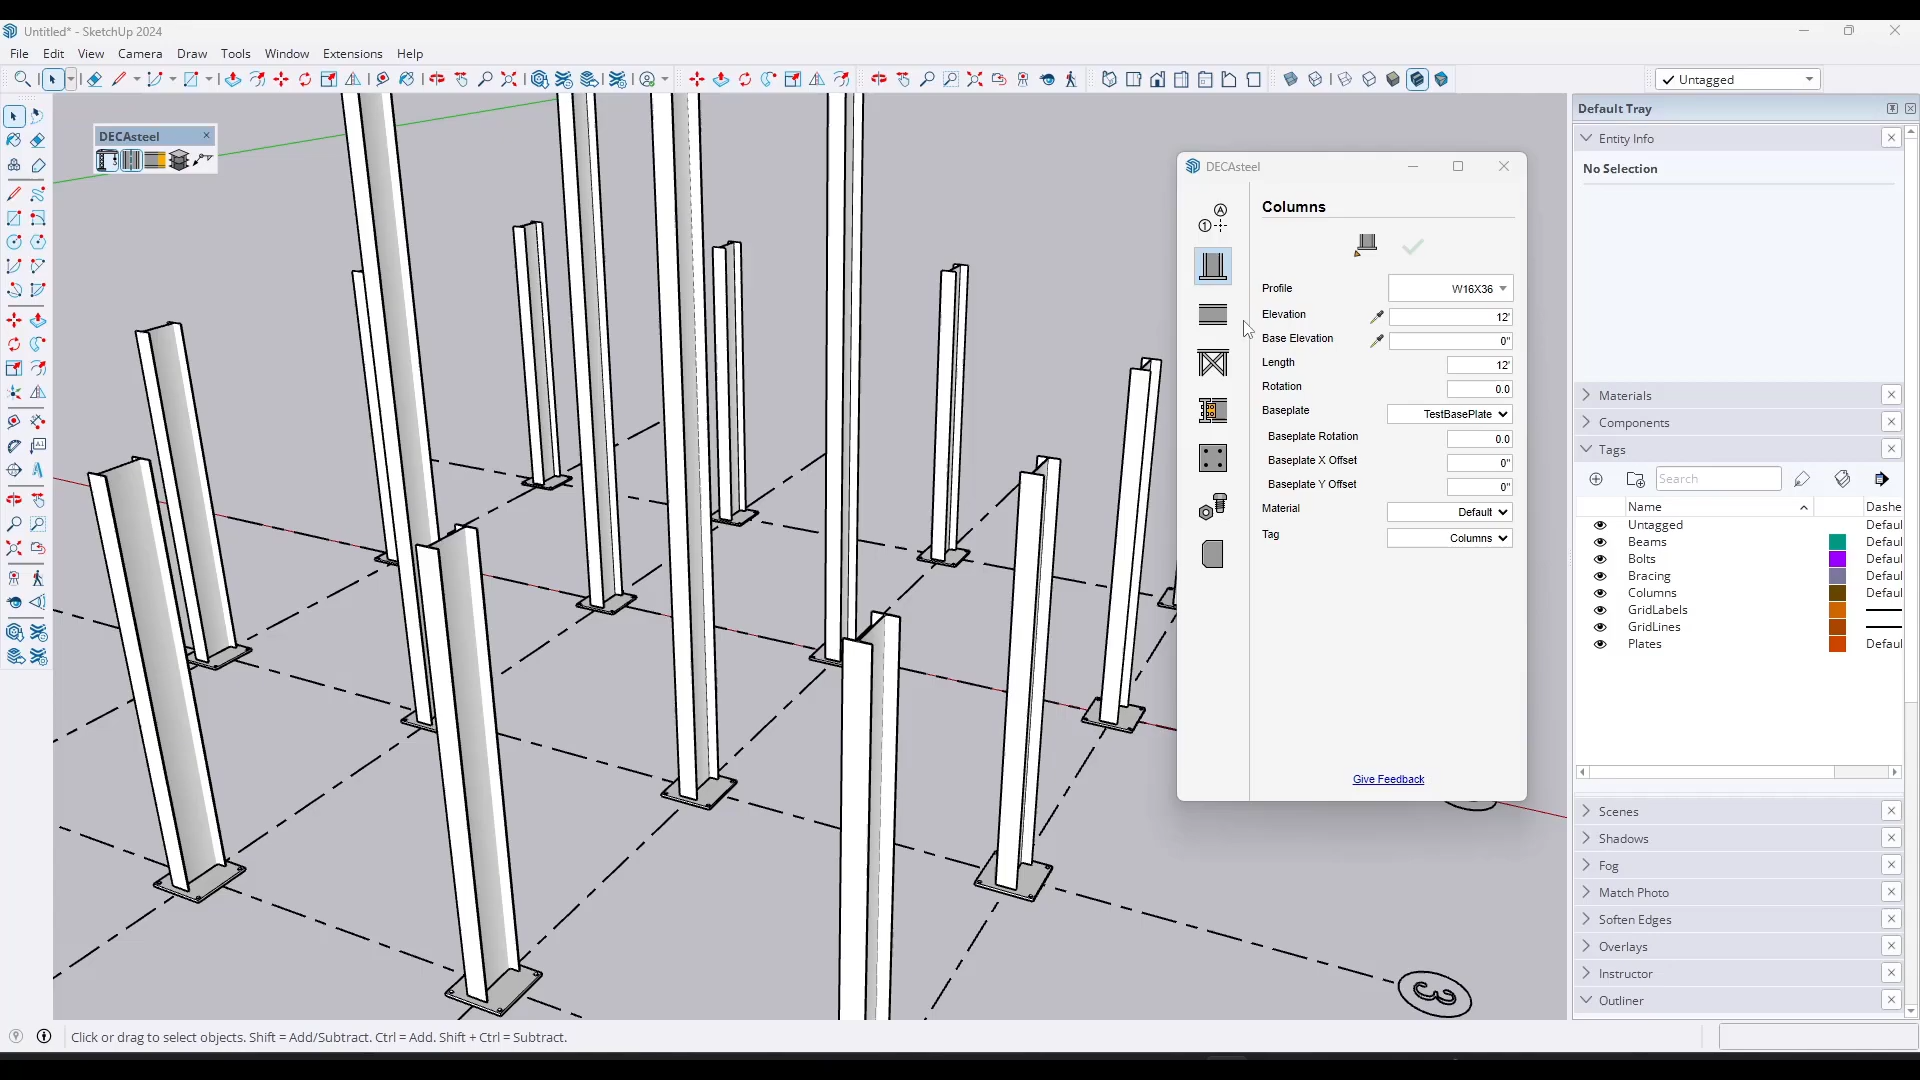 Untitled* - SketchUp 2024
File Edit View Camera Draw Tools Window Extensions Help
Untagged
DECAsteel
Default Tray
Entity Info
No Selection
DECAsteel
Columns
Profile W16X36
Elevation 12'
Base Elevation 0"
Length 12'
Rotation 0.0
Baseplate TestBasePlate
Baseplate Rotation 0.0
Baseplate X Offset 0"
Baseplate Y Offset 0"
Material Default
Tag Columns
Give Feedback
A
1
Materials
Components
Tags
Search
Name Dashe
Untagged Defaul
Beams Defaul
Bolts Defaul
Bracing Defaul
Columns Defaul
GridLabels
GridLines
Plates Defaul
Scenes
Shadows
Fog
Match Photo
Soften Edges
Overlays
Instructor
Outliner
3
Click or drag to select objects. Shift = Add/Subtract. Ctrl = Add. Shift + Ctrl = Subtract.